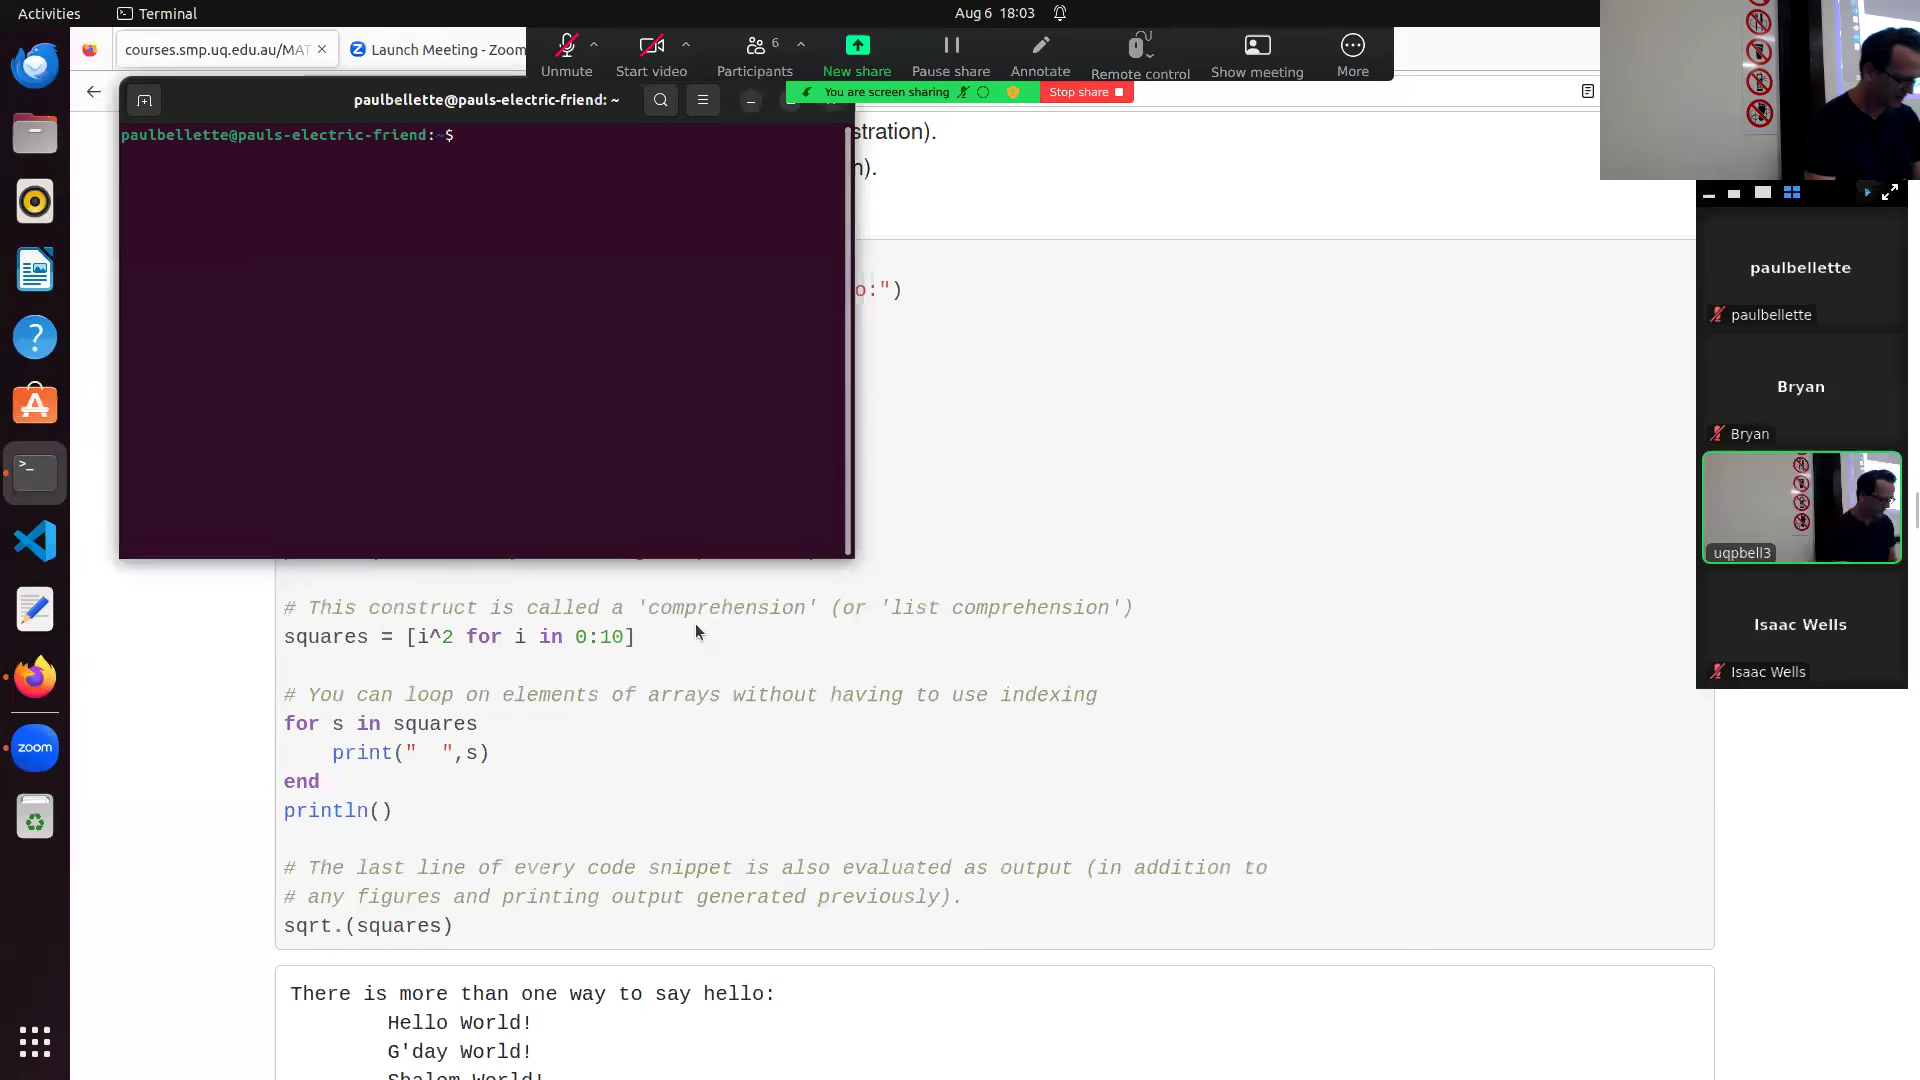 Activities
Terminal
Aug 6 18:03
courses.smp.uq.edu.au/MAT
Launch Meeting - Zoom
Unmute
Start video
6
Participants
New share
Pause share
Annotate
Remote control
Show meeting
More
You are screen sharing
Stop share
paulbellette@pauls-electric-friend: ~
paulbellette@pauls-electric-friend:~$
stration).
n).
o:")
# This construct is called a 'comprehension' (or 'list comprehension')
squares = [i^2 for i in 0:10]
# You can loop on elements of arrays without having to use indexing
for s in squares
    print("  ",s)
end
println()
# The last line of every code snippet is also evaluated as output (in addition to
# any figures and printing output generated previously).
sqrt.(squares)
There is more than one way to say hello:
Hello World!
G'day World!
Shalom World!
paulbellette
paulbellette
Bryan
Bryan
uqpbell3
Isaac Wells
Isaac Wells
zoom